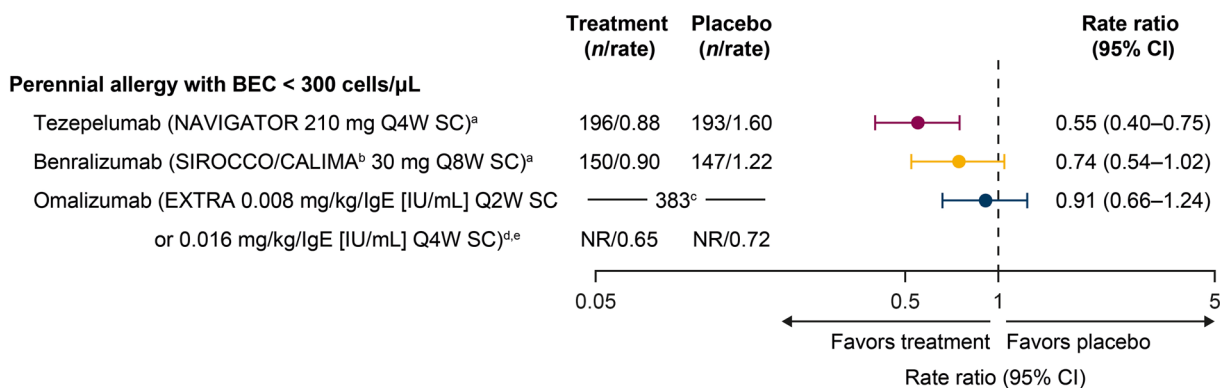 Treatment Placebo Rate ratio
(n/rate) (n/rate) (95% CI)
Perennial allergy with BEC < 300 cells/µL
Tezepelumab (NAVIGATOR 210 mg Q4W SC)ᵃ 196/0.88 193/1.60 0.55 (0.40–0.75)
Benralizumab (SIROCCO/CALIMAᵇ 30 mg Q8W SC)ᵃ 150/0.90 147/1.22 0.74 (0.54–1.02)
Omalizumab (EXTRA 0.008 mg/kg/IgE [IU/mL] Q2W SC 383ᶜ 0.91 (0.66–1.24)
or 0.016 mg/kg/IgE [IU/mL] Q4W SC)ᵈ,ᵉ NR/0.65 NR/0.72
0.05 0.5 1 5
Favors treatment Favors placebo
Rate ratio (95% CI)